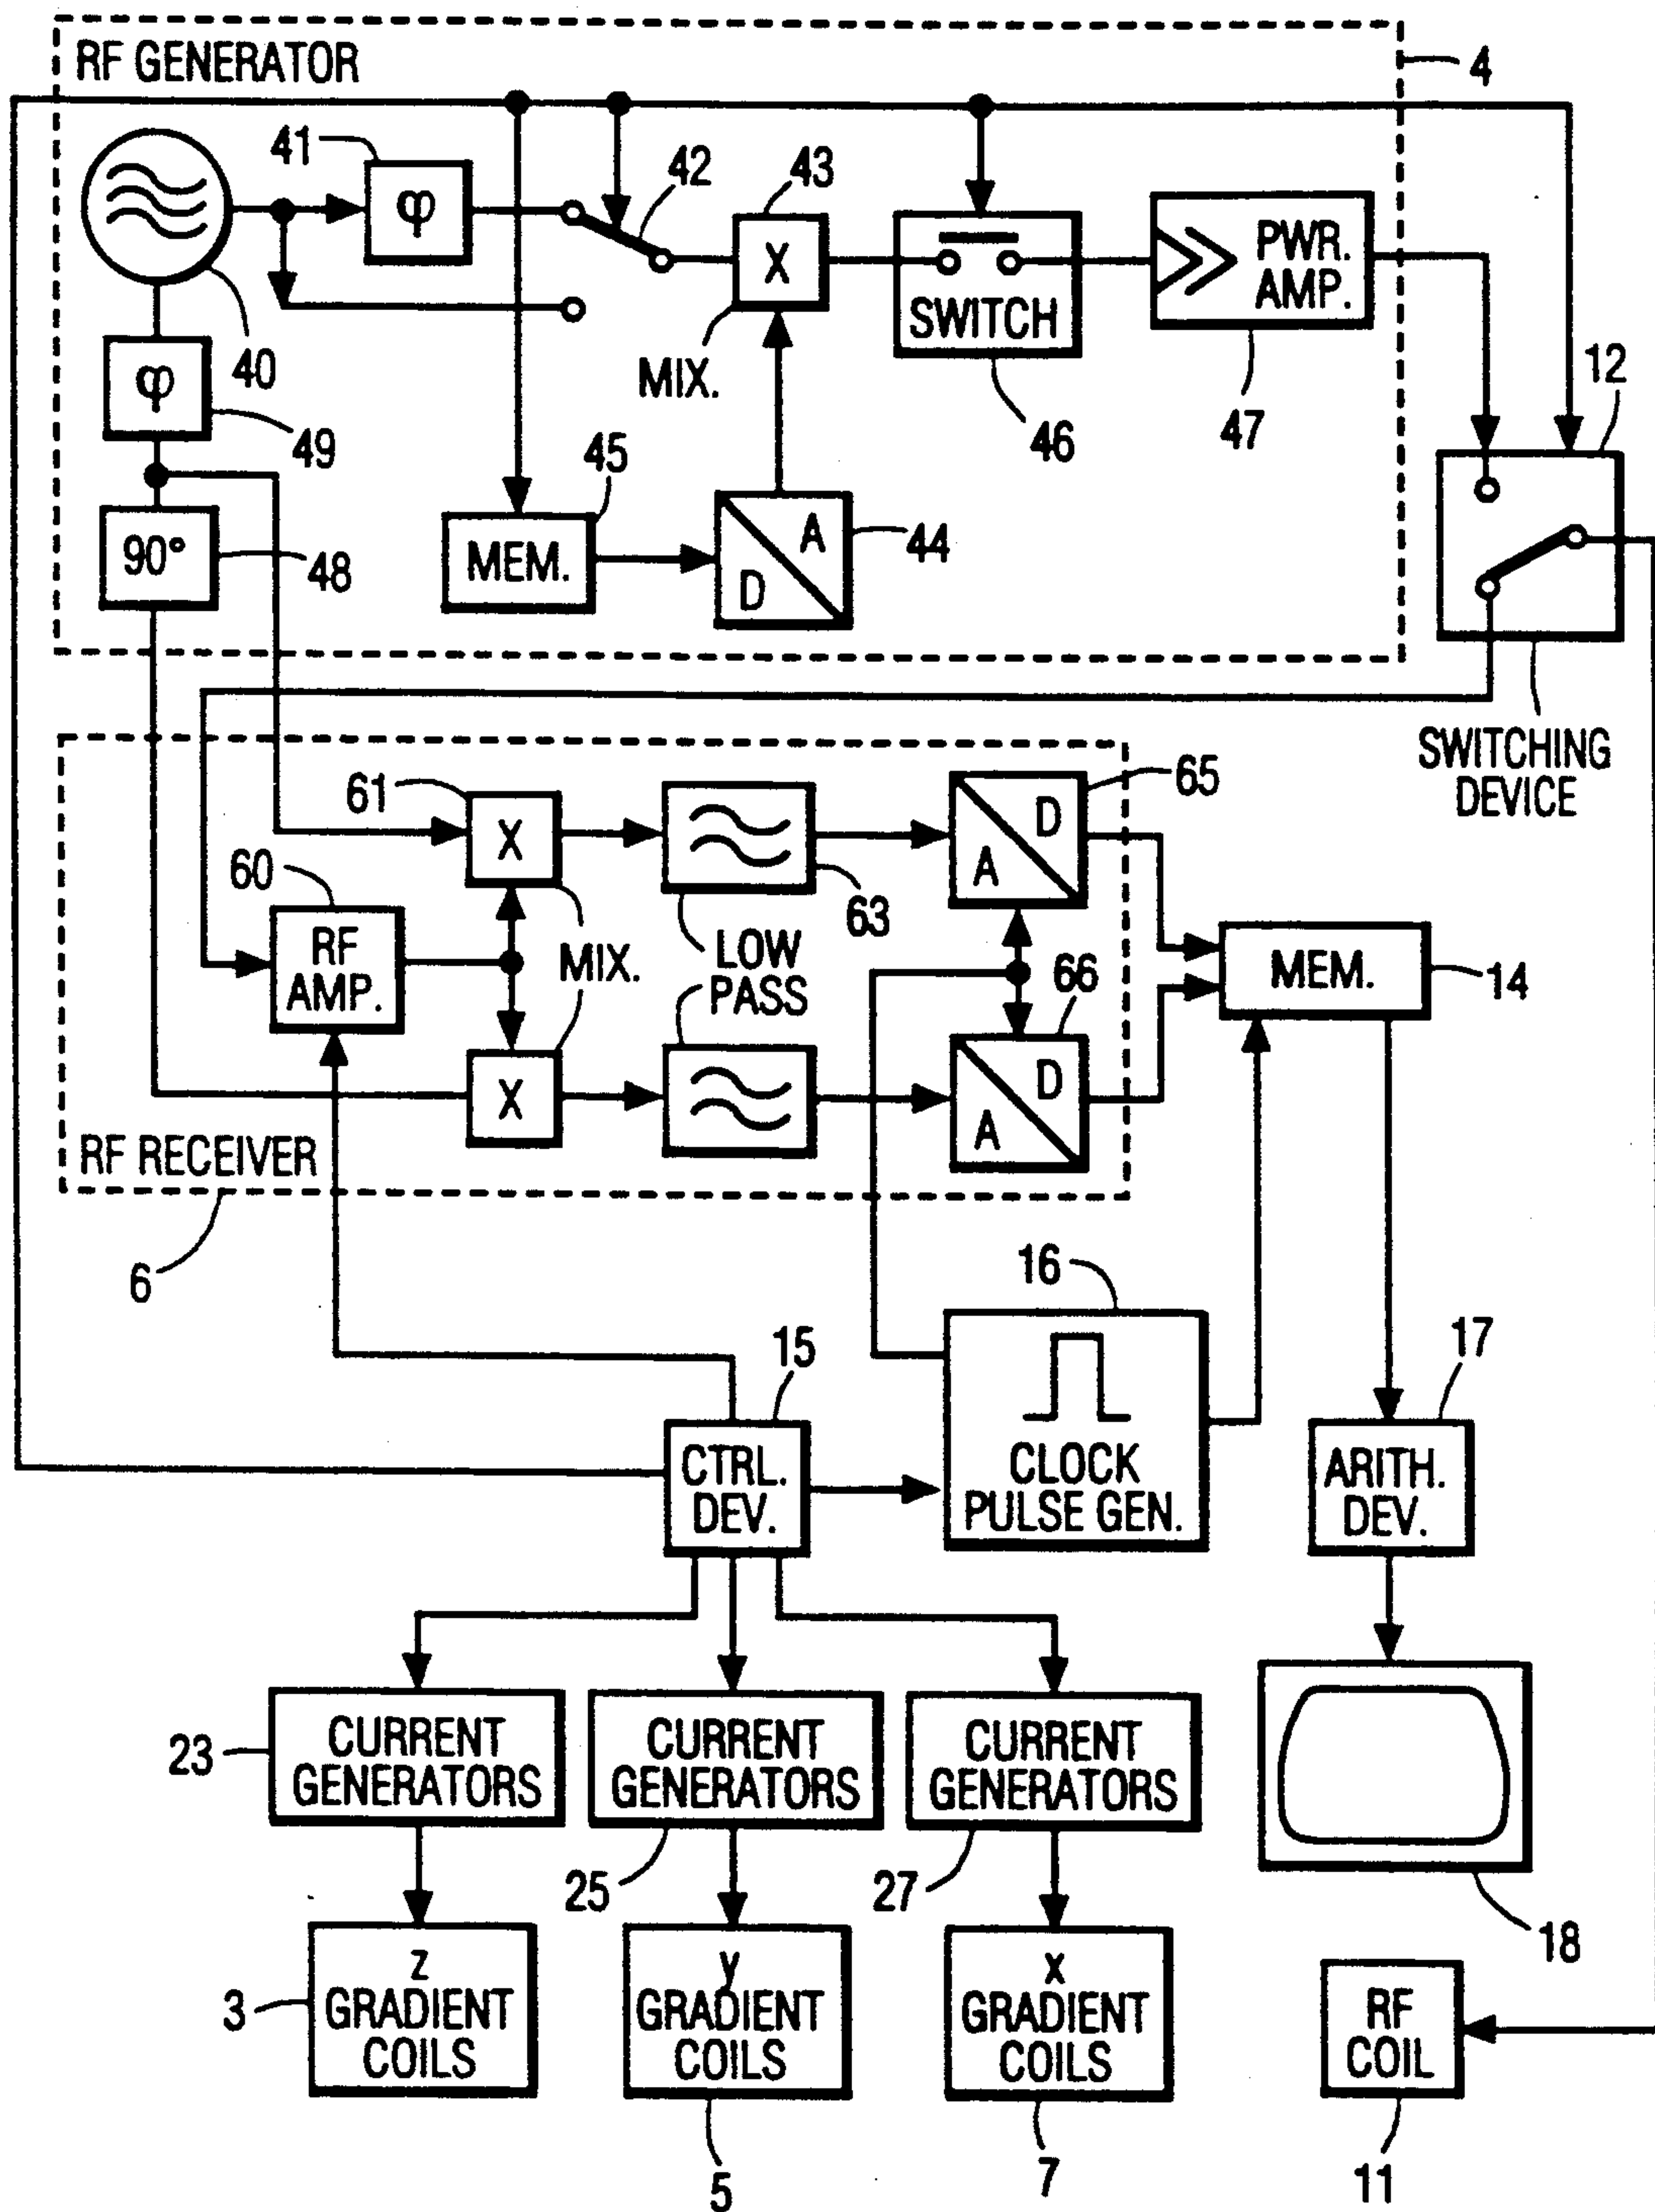 RF GENERATOR
4
41
φ
42
43
X
MIX.
SWITCH
46
PWR.
AMP.
47
12
40
φ
49
90°
48
45
MEM.
A
D
44
SWITCHING
DEVICE
61
X
63
D
A
65
60
RF
AMP.
MIX.
LOW
PASS
66
MEM.
14
X
D
A
RF RECEIVER
6
16
CLOCK
PULSE GEN.
15
CTRL.
DEV.
17
ARITH.
DEV.
23
CURRENT
GENERATORS
CURRENT
GENERATORS
25
CURRENT
GENERATORS
27
18
3
z
GRADIENT
COILS
y
GRADIENT
COILS
5
x
GRADIENT
COILS
7
RF
COIL
11